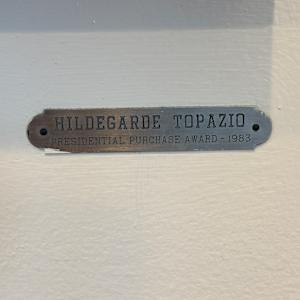 HILDEGARDE TOPAZIO
PRESIDENTIAL PURCHASE AWARD - 1983